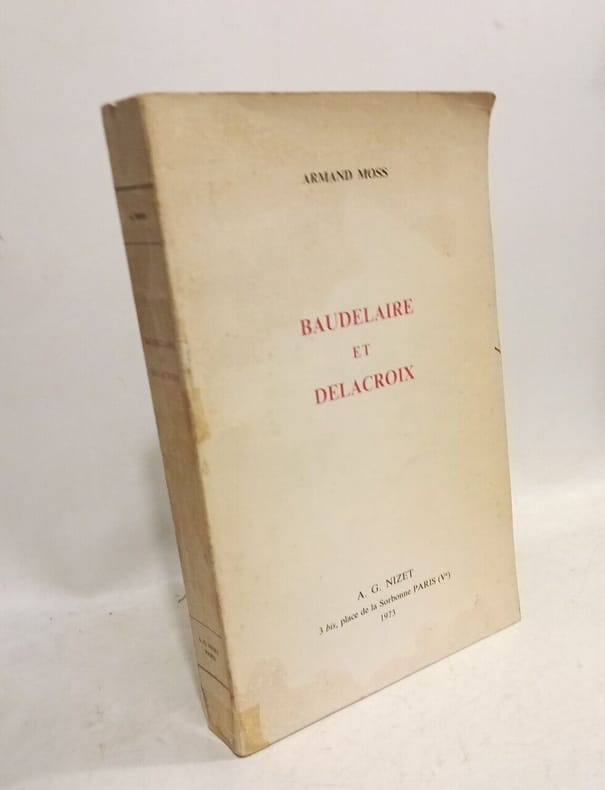 ARMAND MOSS
BAUDELAIRE
ET
DELACROIX
A. G. NIZET
3 bis, place de la Sorbonne PARIS (Vᵉ)
1973